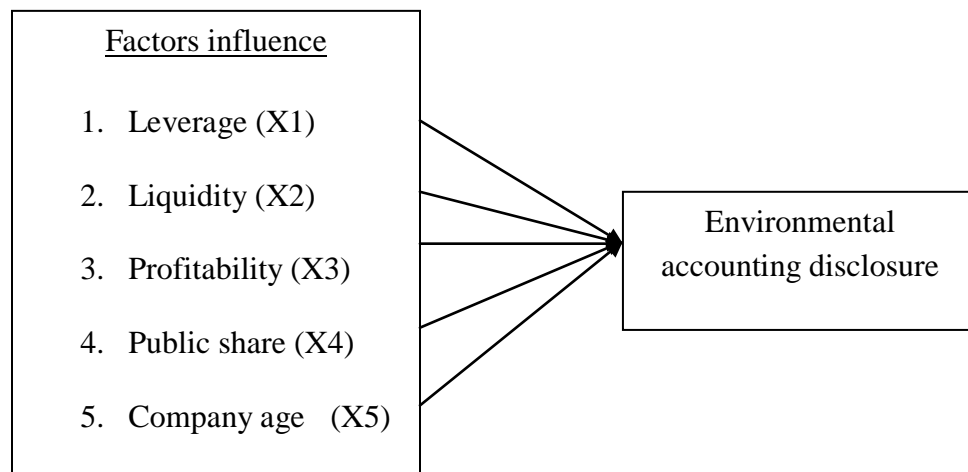 Factors influence
1. Leverage (X1)
2. Liquidity (X2)
3. Profitability (X3)
4. Public share (X4)
5. Company age (X5)
Environmental
accounting disclosure